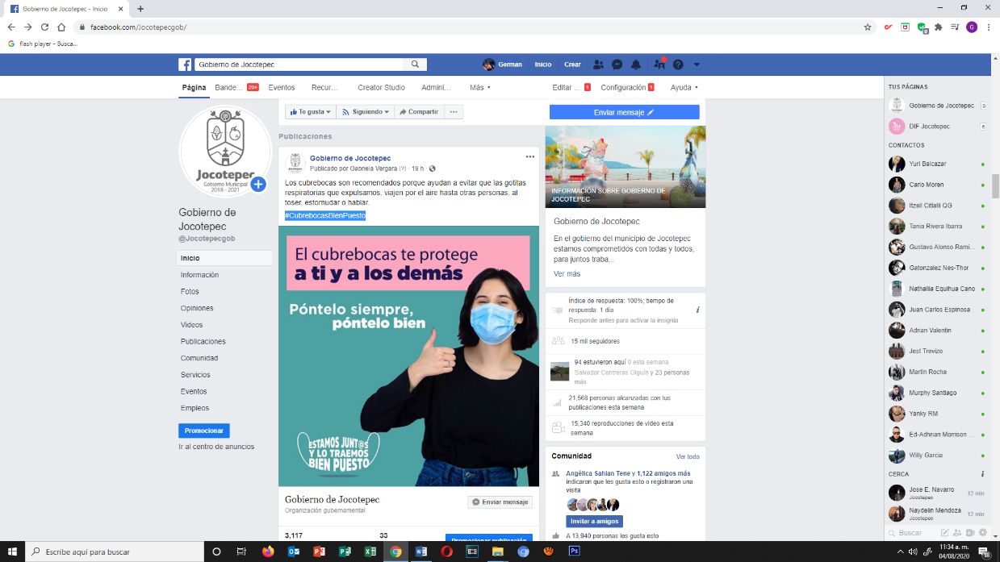 Gobierno de Jocotepec - Inicio
facebook.com/Jocotepecgob/
G
flash player - Busca...
Gobierno de Jocotepec
German
Inicio
Crear
Página
Bande...
20+
Eventos
Recur...
Creator Studio
Admini...
Más
Editar ...
1
Configuración
1
Ayuda
Te gusta
Siguiendo
Compartir
Enviar mensaje
Jocotepec
Gobierno Municipal
2018 - 2021
Gobierno de
Jocotepec
@Jocotepecgob
Inicio
Información
Fotos
Opiniones
Videos
Publicaciones
Comunidad
Servicios
Eventos
Empleos
Promocionar
Ir al centro de anuncios
Publicaciones
Gobierno de Jocotepec
Publicado por Gabriela Vergara [?] · 19 h ·
Los cubrebocas son recomendados porque ayudan a evitar que las gotitas
respiratorias que expulsamos, viajen por el aire hasta otras personas, al
toser, estornudar o hablar.
#CubrebocasBienPuesto
El cubrebocas te protege
a ti y a los demás
Póntelo siempre,
póntelo bien
ESTAMOS JUNT@S
Y LO TRAEMOS
BIEN PUESTO
Gobierno de Jocotepec
Organización gubernamental
Enviar mensaje
3,117
33
Promocionar publicación
INFORMACIÓN SOBRE GOBIERNO DE
JOCOTEPEC
Gobierno de Jocotepec
En el gobierno del municipio de Jocotepec
estamos comprometidos con todas y todos,
para juntos traba...
Ver más
Índice de respuesta: 100%; tiempo de
respuesta: 1 día
Responde antes para activar la insignia
15 mil seguidores
94 estuvieron aquí 0 esta semana
Salvador Contreras Olguín y 23 personas
más
21,568 personas alcanzadas con tus
publicaciones esta semana
15,340 reproducciones de video esta
semana
Comunidad
Ver todo
Angélica Sahian Tene y 1,122 amigos más
indicaron que les gusta esto o registraron una
visita
Invitar a amigos
A 13,940 personas les gusta esto
TUS PÁGINAS
Gobierno de Jocotepec
0
DIF Jocotepec
6
CONTACTOS
Yuri Balcazar
Carlo Moren
Itzell Citlalli QG
Tania Rivera Ibarra
Gustavo Alonso Rami...
Gatonzalez Nes-Thor
Nathaliia Equihua Cano
Juan Carlos Espinosa
Adrian Valentin
Jest Trevizo
Martin Rocha
Murphy Santiago
Yanky RM
Ed-Adhrian Morrison ...
Willy Garcia
CERCA
Jose E. Navarro
Jocotepec
12 min
Naydelin Mendoza
Jocotepec
12 min
Buscar
Escribe aquí para buscar
11:34 a. m.
04/08/2020
18